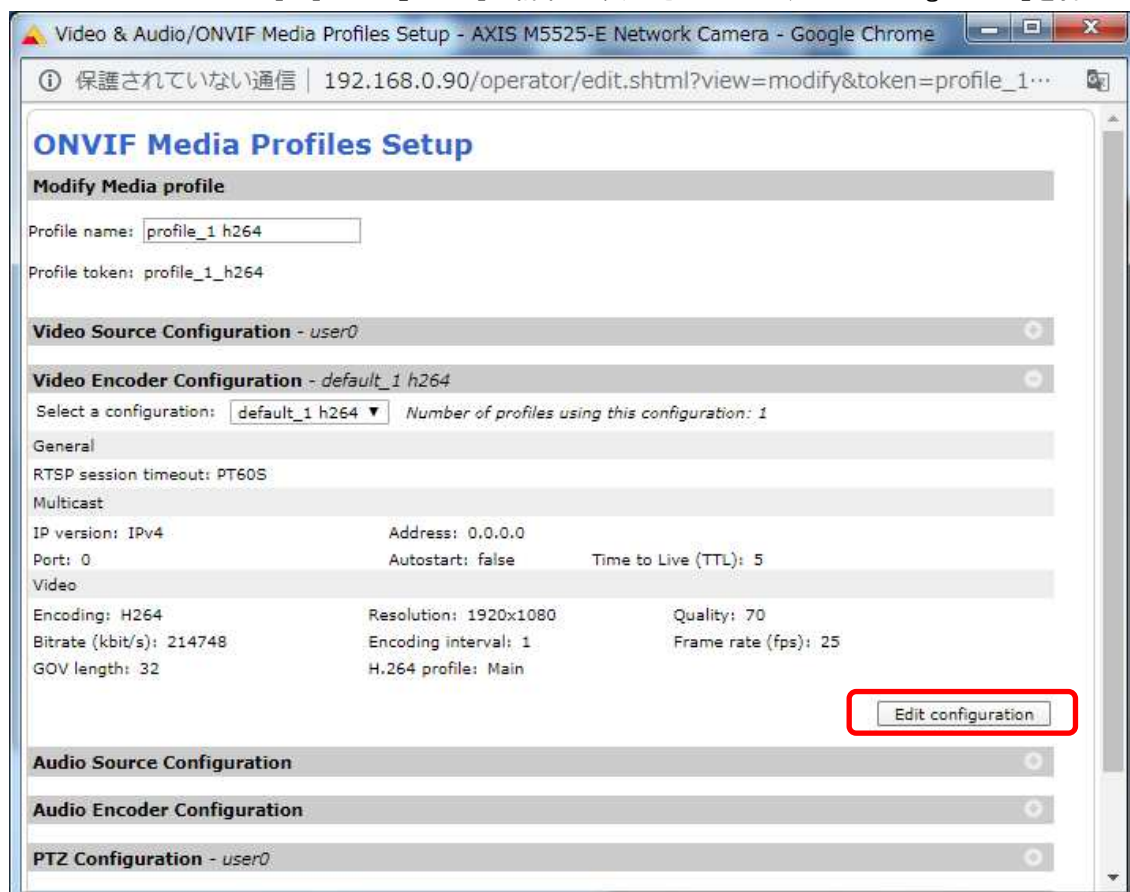 Video & Audio/ONVIF Media Profiles Setup - AXIS M5525-E Network Camera - Google Chrome
保護されていない通信 | 192.168.0.90/operator/edit.shtml?view=modify&token=profile_1…
ONVIF Media Profiles Setup
Modify Media profile
Profile name: profile_1 h264
Profile token: profile_1_h264
Video Source Configuration - user0
Video Encoder Configuration - default_1 h264
Select a configuration: default_1 h264 ▼ Number of profiles using this configuration: 1
General
RTSP session timeout: PT60S
Multicast
IP version: IPv4 Address: 0.0.0.0
Port: 0 Autostart: false Time to Live (TTL): 5
Video
Encoding: H264 Resolution: 1920x1080 Quality: 70
Bitrate (kbit/s): 214748 Encoding interval: 1 Frame rate (fps): 25
GOV length: 32 H.264 profile: Main
Edit configuration
Audio Source Configuration
Audio Encoder Configuration
PTZ Configuration - user0